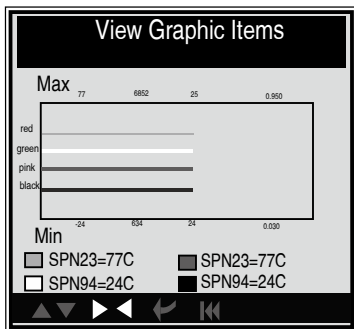 View Graphic Items
Max 77 6852 25 0.950
red
green
pink
black
Min -24 634 24 0.030
SPN23=77C SPN23=77C
SPN94=24C SPN94=24C